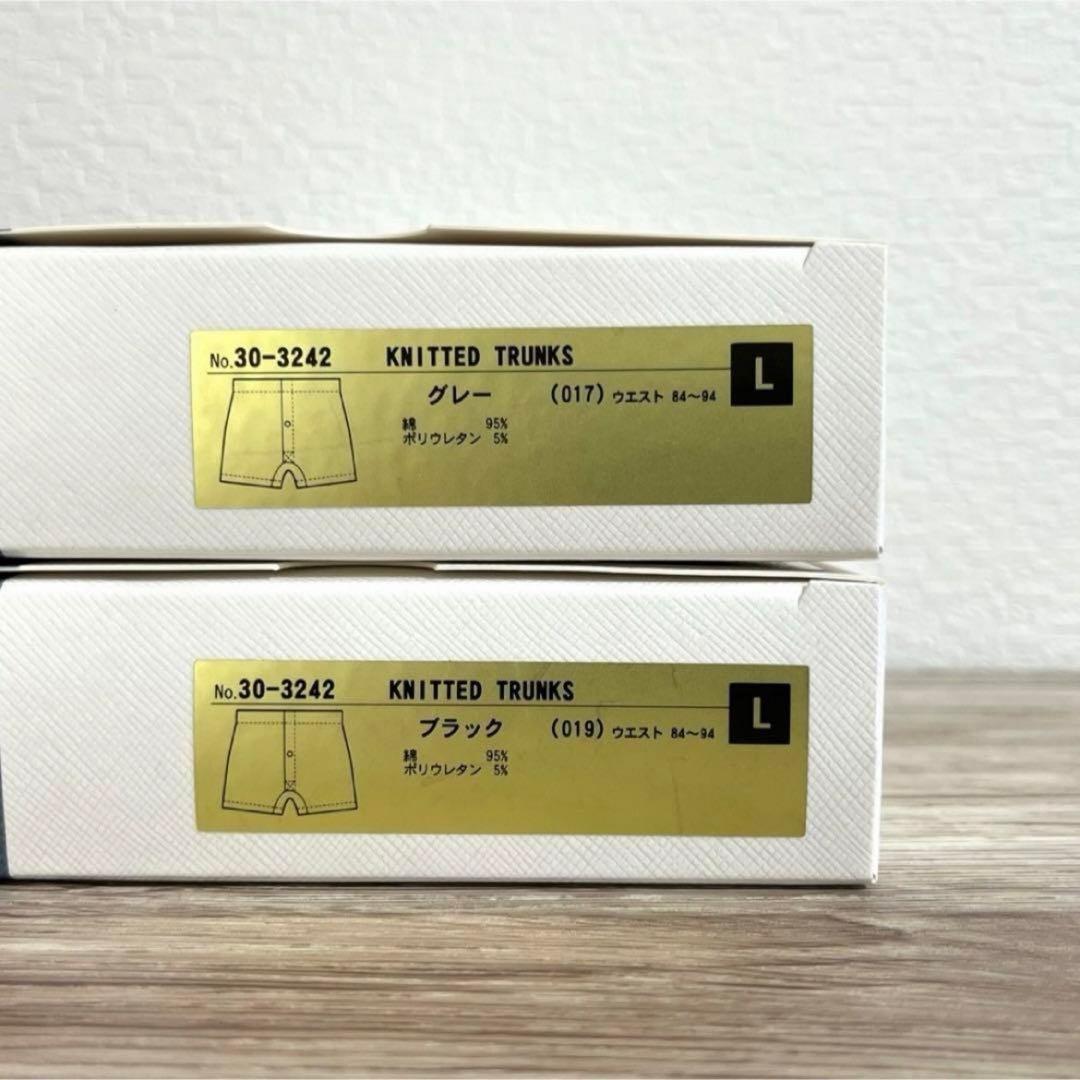 No.30-3242 KNITTED TRUNKS L
グレー (017) ウエスト 84〜94
綿 95%
ポリウレタン 5%
No.30-3242 KNITTED TRUNKS L
ブラック (019) ウエスト 84〜94
綿 95%
ポリウレタン 5%